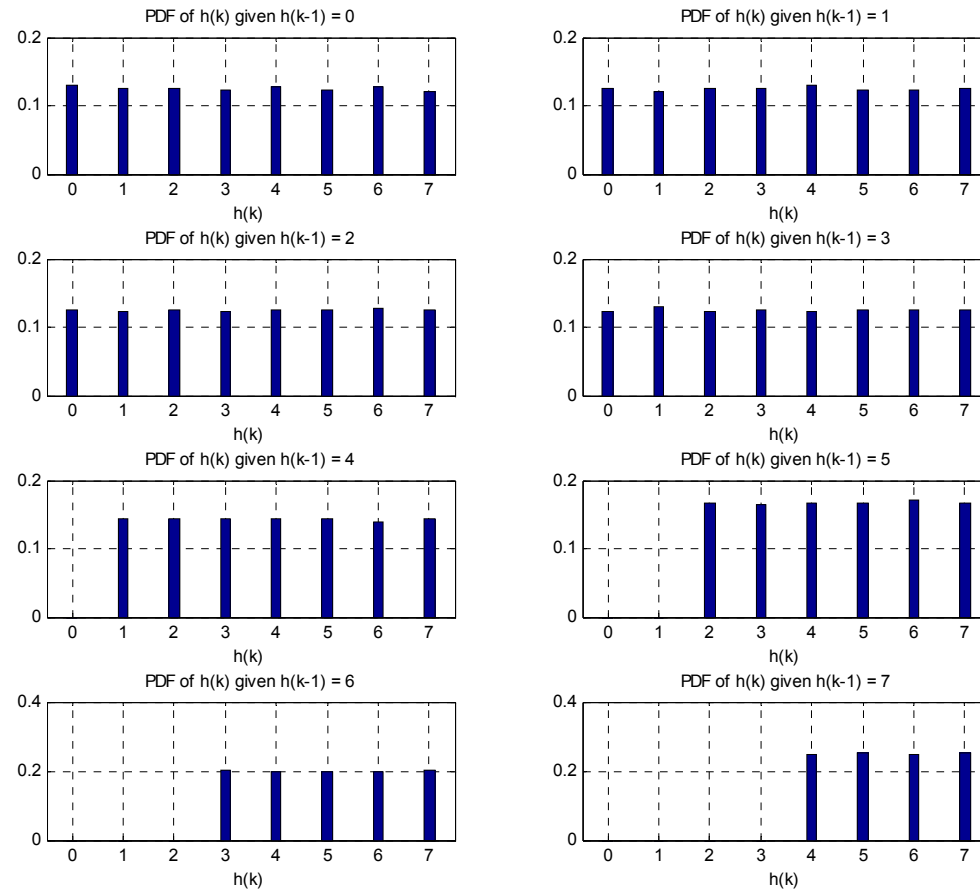 PDF of h(k) given h(k-1) = 0
0.2
0.1
0
0 1 2 3 4 5 6 7
h(k)
PDF of h(k) given h(k-1) = 1
0.2
0.1
0
0 1 2 3 4 5 6 7
h(k)
PDF of h(k) given h(k-1) = 2
0.2
0.1
0
0 1 2 3 4 5 6 7
h(k)
PDF of h(k) given h(k-1) = 3
0.2
0.1
0
0 1 2 3 4 5 6 7
h(k)
PDF of h(k) given h(k-1) = 4
0.2
0.1
0
0 1 2 3 4 5 6 7
h(k)
PDF of h(k) given h(k-1) = 5
0.2
0.1
0
0 1 2 3 4 5 6 7
h(k)
PDF of h(k) given h(k-1) = 6
0.4
0.2
0
0 1 2 3 4 5 6 7
h(k)
PDF of h(k) given h(k-1) = 7
0.4
0.2
0
0 1 2 3 4 5 6 7
h(k)